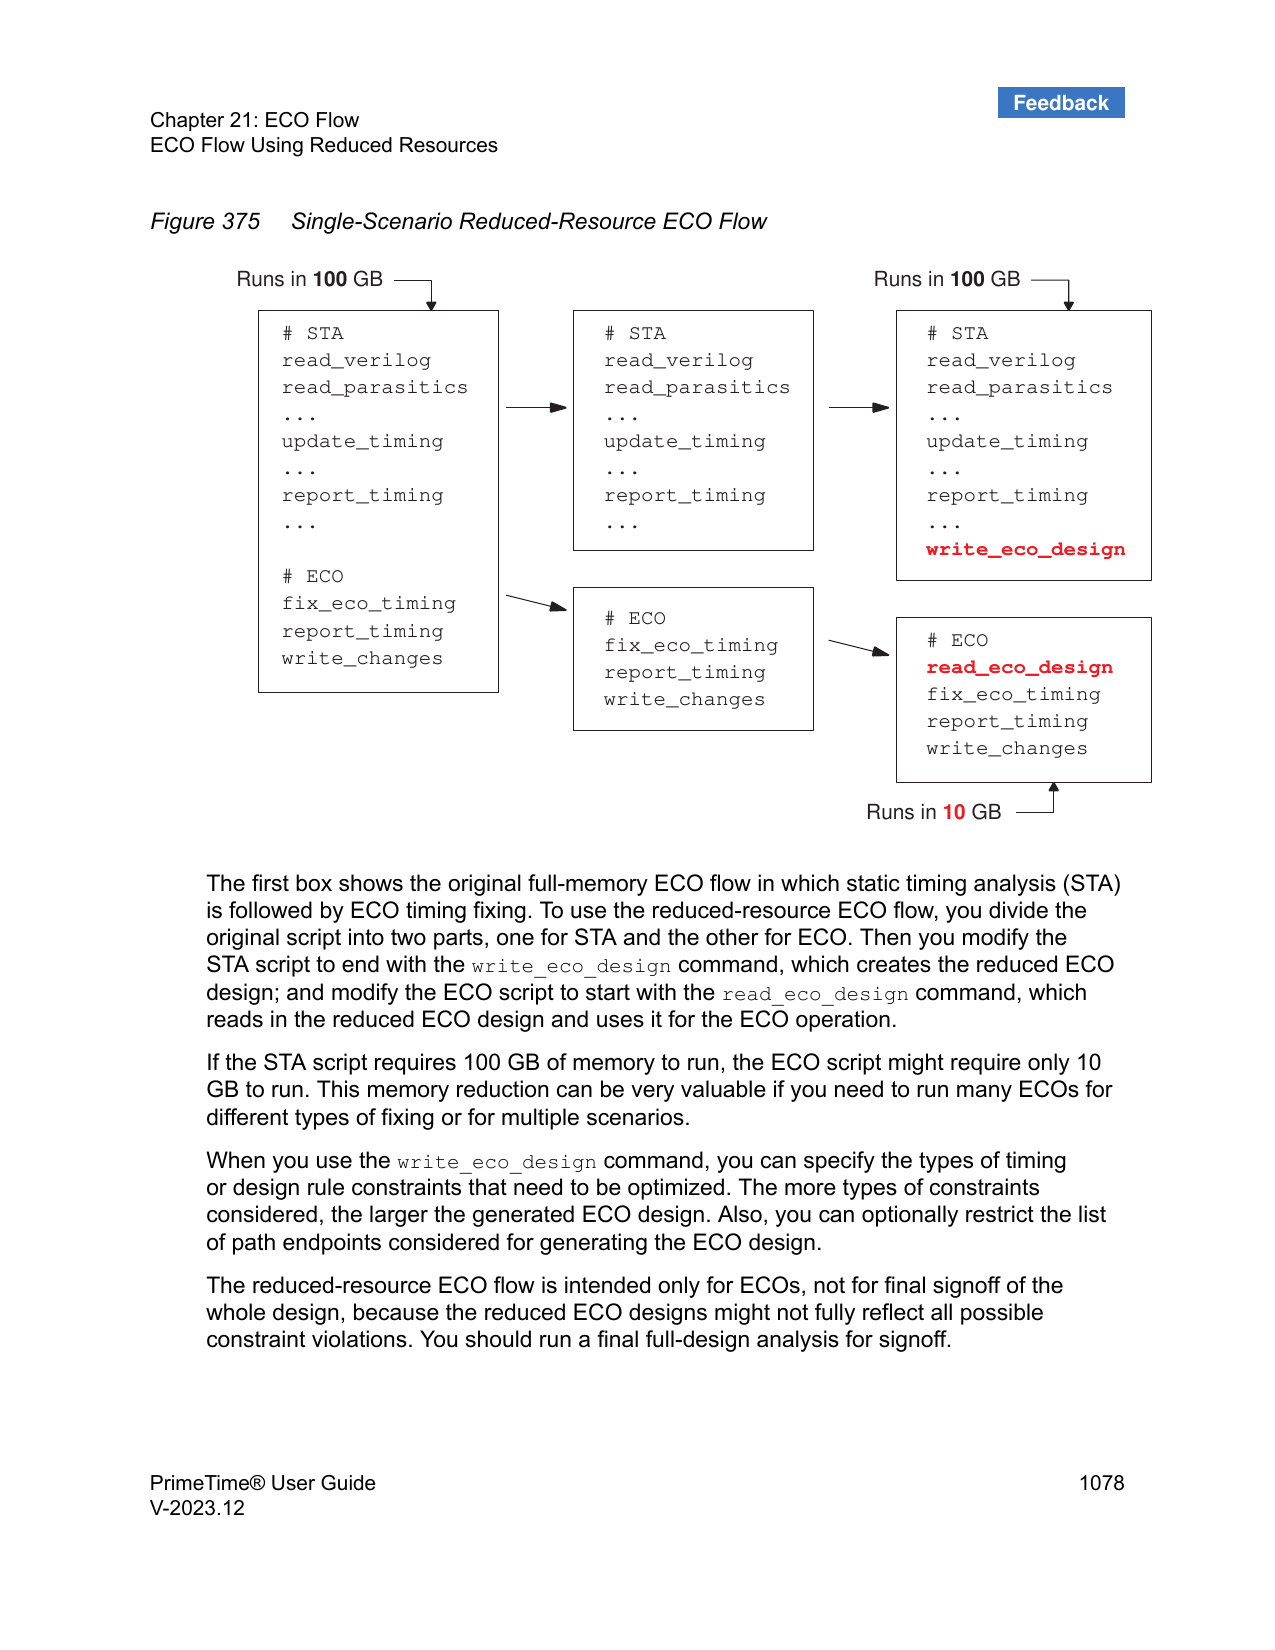 Feedback
Chapter 21: ECO Flow
ECO Flow Using Reduced Resources
Figure 375 Single-Scenario Reduced-Resource ECO Flow
Runs in 100 GB
# STA
read_verilog
read_parasitics
...
update_timing
...
report_timing
...
# ECO
fix_eco_timing
report_timing
write_changes
# STA
read_verilog
read_parasitics
...
update_timing
...
report_timing
...
# ECO
fix_eco_timing
report_timing
write_changes
Runs in 100 GB
# STA
read_verilog
read_parasitics
...
update_timing
...
report_timing
...
write_eco_design
# ECO
read_eco_design
fix_eco_timing
report_timing
write_changes
Runs in 10 GB
The first box shows the original full-memory ECO flow in which static timing analysis (STA)
is followed by ECO timing fixing. To use the reduced-resource ECO flow, you divide the
original script into two parts, one for STA and the other for ECO. Then you modify the
STA script to end with the write_eco_design command, which creates the reduced ECO
design; and modify the ECO script to start with the read_eco_design command, which
reads in the reduced ECO design and uses it for the ECO operation.
If the STA script requires 100 GB of memory to run, the ECO script might require only 10
GB to run. This memory reduction can be very valuable if you need to run many ECOs for
different types of fixing or for multiple scenarios.
When you use the write_eco_design command, you can specify the types of timing
or design rule constraints that need to be optimized. The more types of constraints
considered, the larger the generated ECO design. Also, you can optionally restrict the list
of path endpoints considered for generating the ECO design.
The reduced-resource ECO flow is intended only for ECOs, not for final signoff of the
whole design, because the reduced ECO designs might not fully reflect all possible
constraint violations. You should run a final full-design analysis for signoff.
PrimeTime® User Guide 1078
V-2023.12